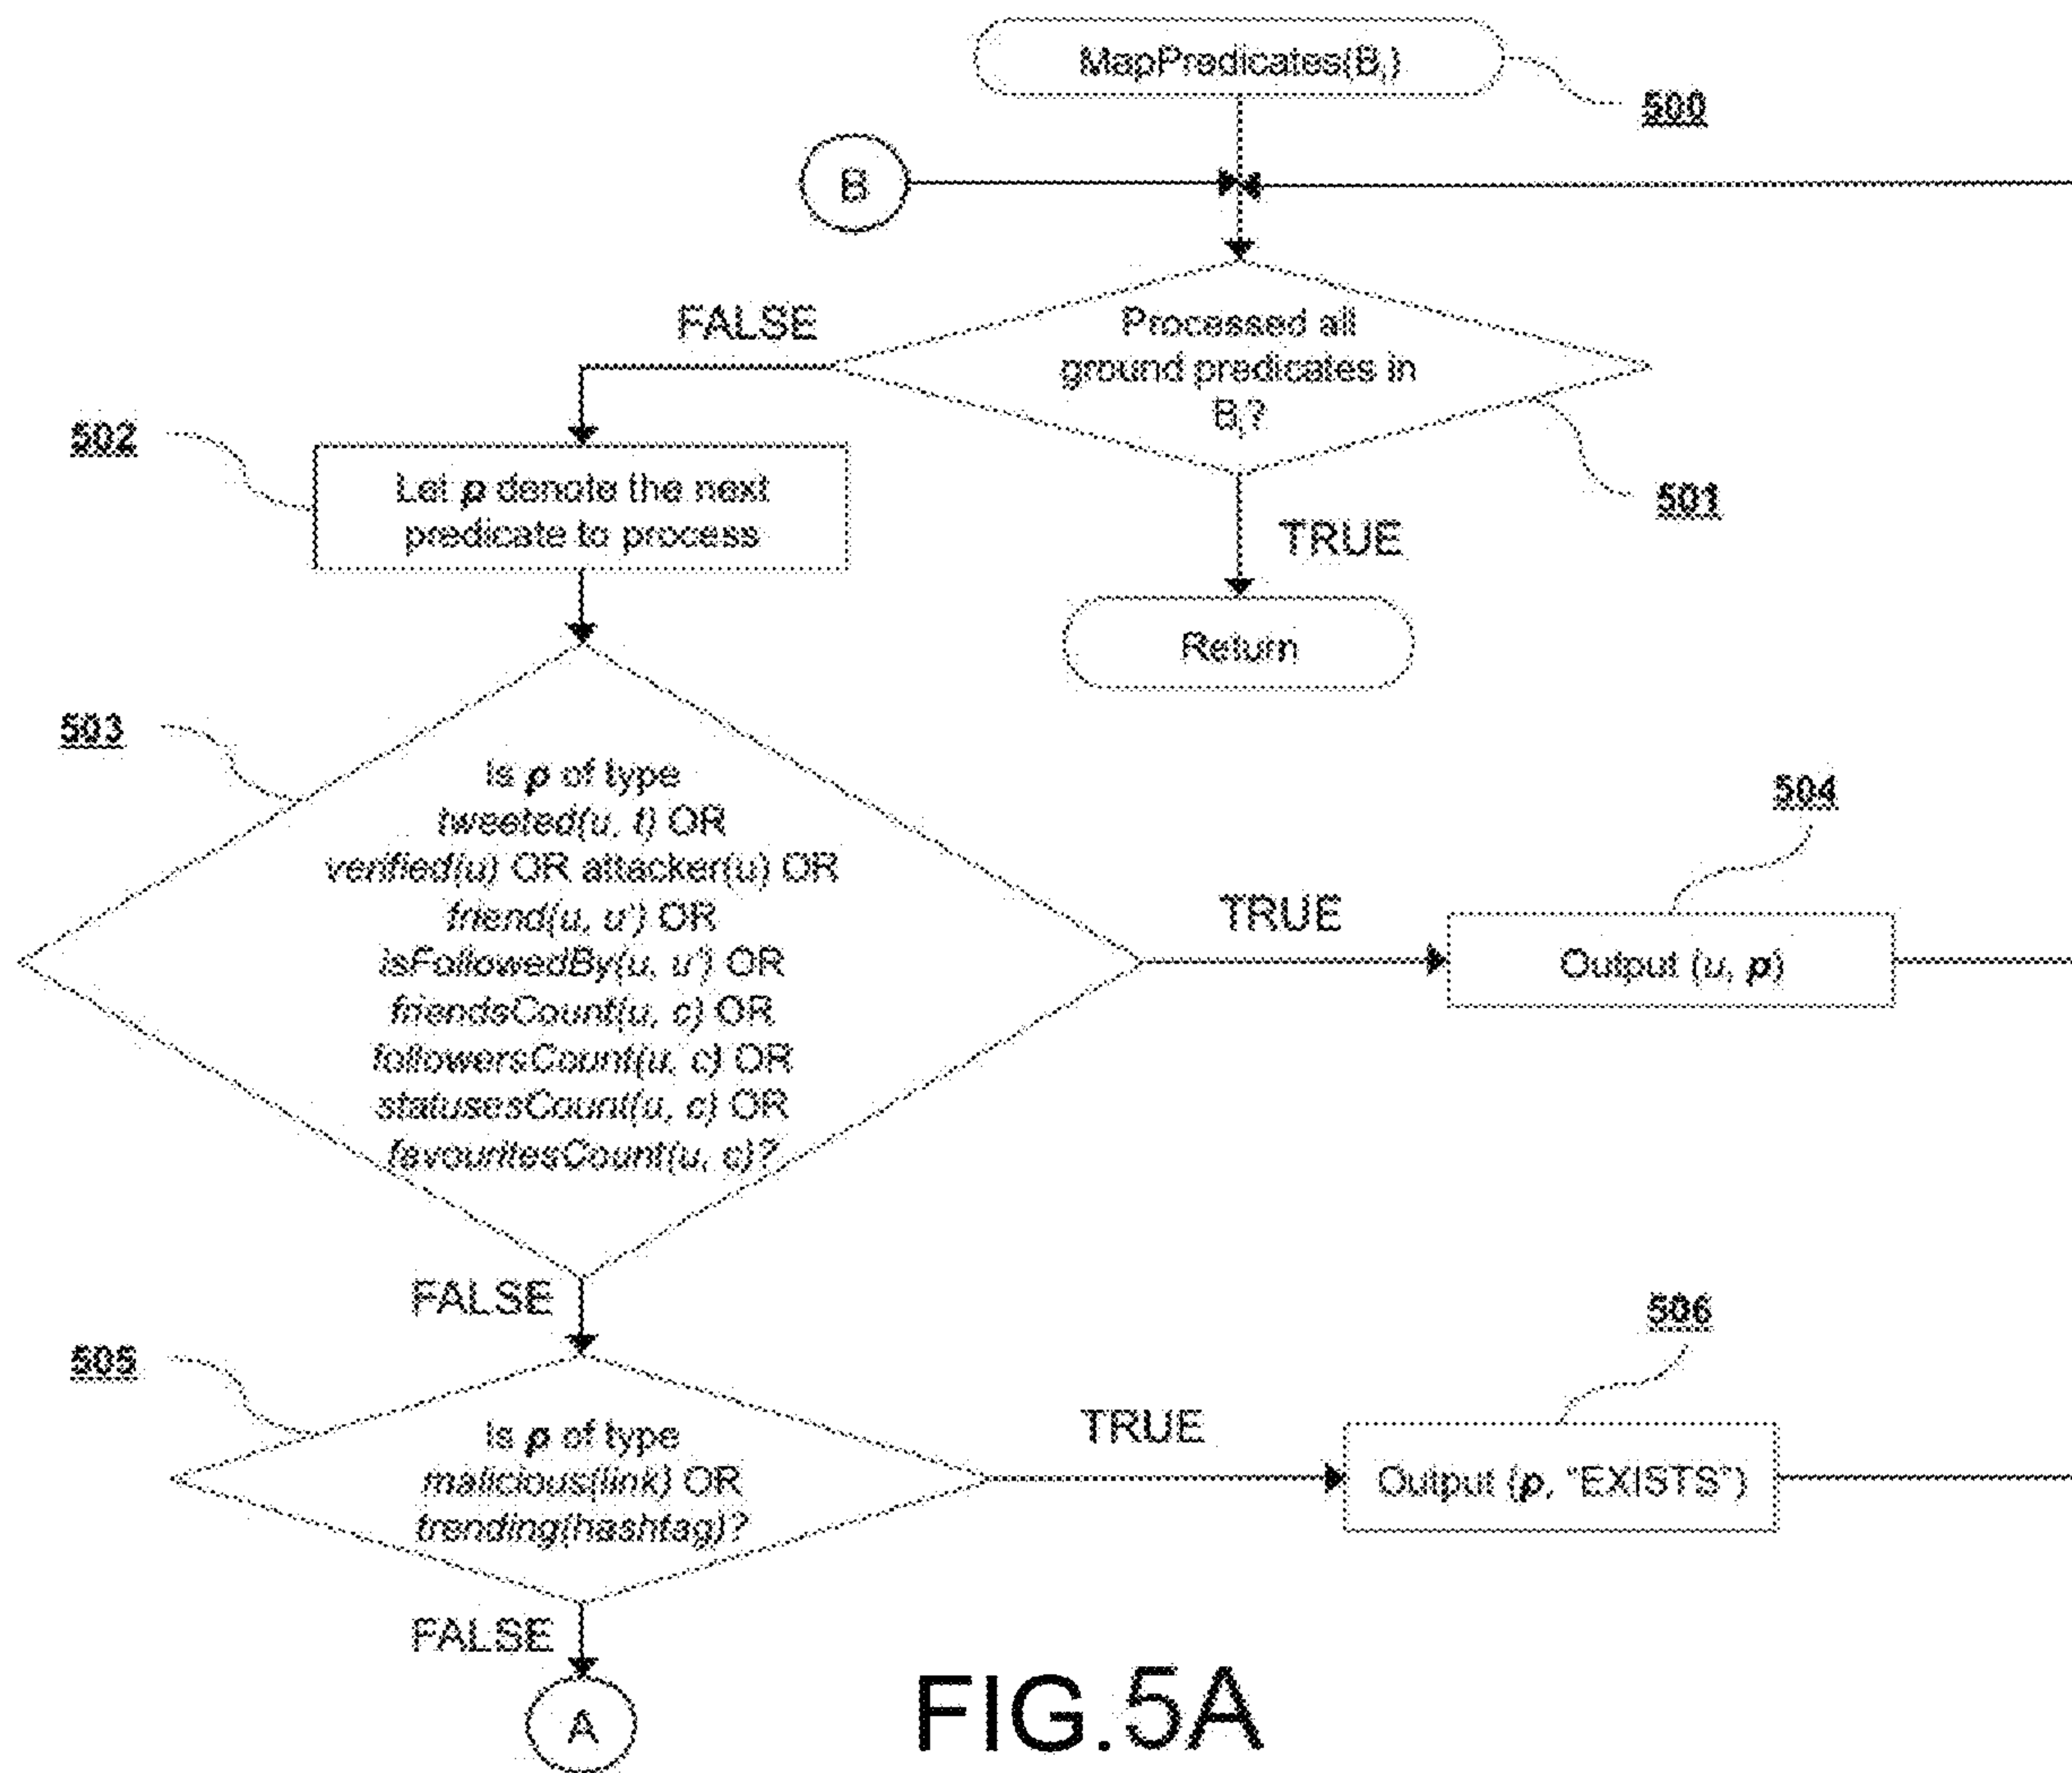 MapPredicates(Bi)
500
B
Processed all
ground predicates in
Bi?
FALSE
501
TRUE
Return
502
Let p denote the next
predicate to process
503
Is p of type
tweeted(u, t) OR
verified(u) OR attacker(u) OR
friend(u, u') OR
isFollowedBy(u, u') OR
friendsCount(u, c) OR
followersCount(u, c) OR
statusesCount(u, c) OR
favouritesCount(u, c)?
TRUE
504
Output (u, p)
FALSE
505
Is p of type
malicious(link) OR
trending(hashtag)?
TRUE
506
Output (p, "EXISTS")
FALSE
A
FIG.5A